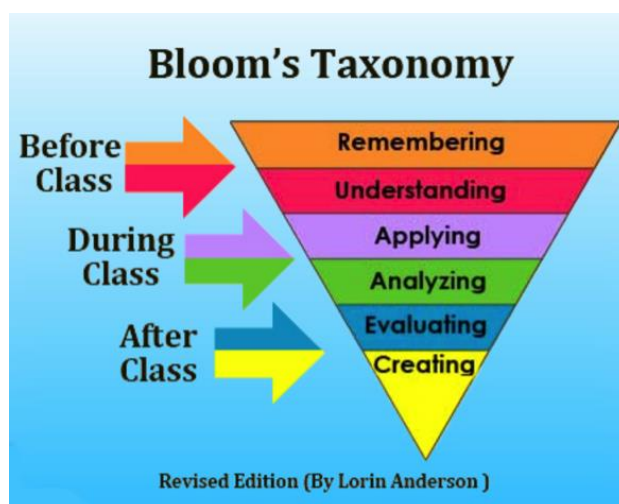 Bloom's Taxonomy
Before
Class
Remembering
Understanding
During
Class
Applying
Analyzing
After
Class
Evaluating
Creating
Revised Edition (By Lorin Anderson )